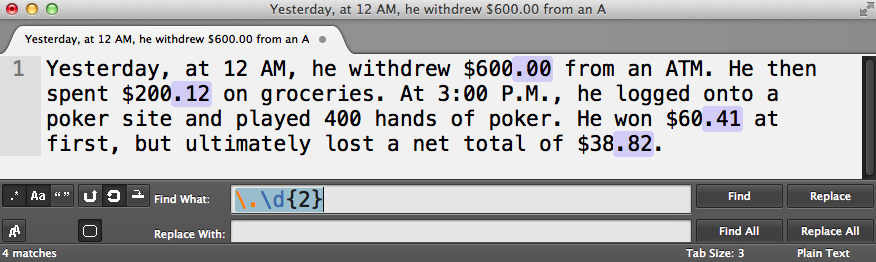 Yesterday, at 12 AM, he withdrew $600.00 from an A
Yesterday, at 12 AM, he withdrew $600.00 from an A
1 Yesterday, at 12 AM, he withdrew $600.00 from an ATM. He then
spent $200.12 on groceries. At 3:00 P.M., he logged onto a
poker site and played 400 hands of poker. He won $60.41 at
first, but ultimately lost a net total of $38.82.
.* Aa “” Find What: \.\d{2} Find Replace
AA Replace With: Find All Replace All
4 matches Tab Size: 3 Plain Text